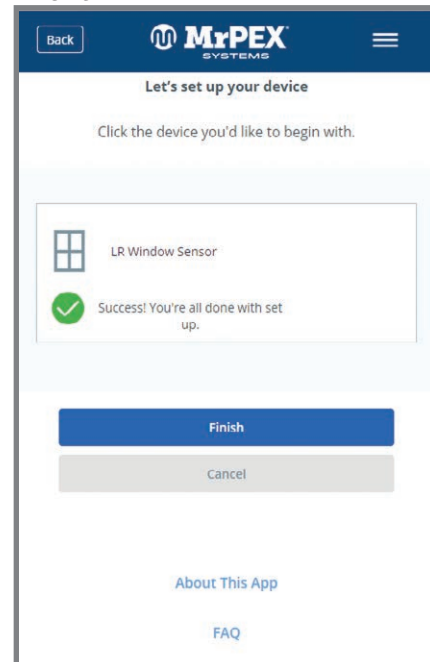 Back
MrPEX
SYSTEMS
Let's set up your device
Click the device you'd like to begin with.
LR Window Sensor
Success! You're all done with set
up.
Finish
Cancel
About This App
FAQ